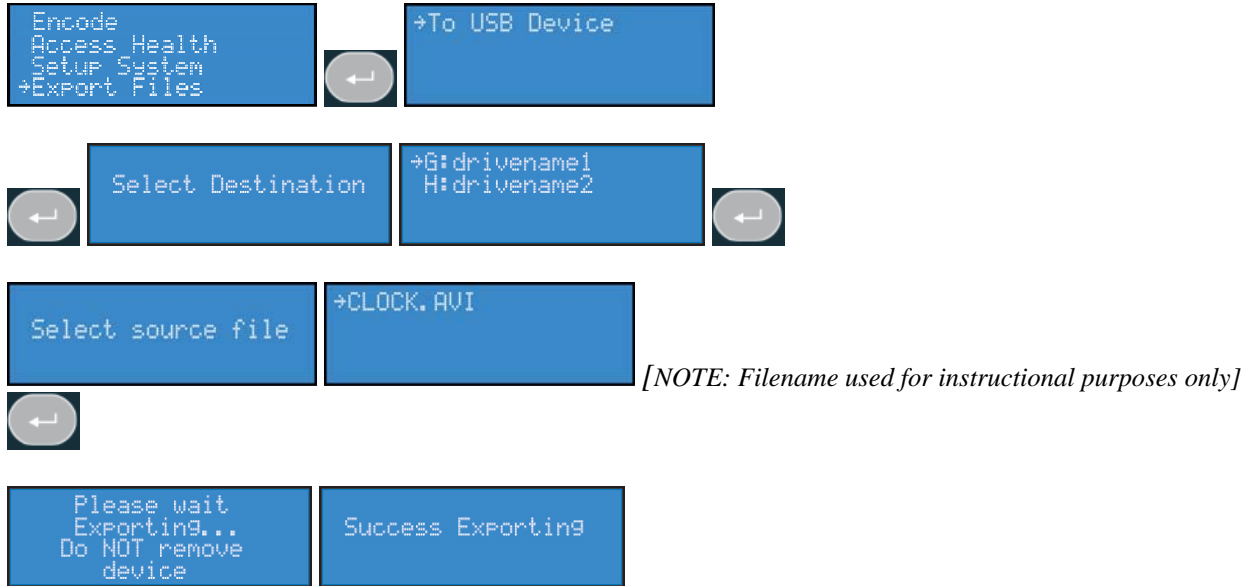 Encode
Access Health
Setup System
→Export Files
→To USB Device
Select Destination
→G:drivename1
H:drivename2
Select source file
→CLOCK.AVI
[NOTE: Filename used for instructional purposes only]
Please wait
Exporting...
Do NOT remove
device
Success Exporting